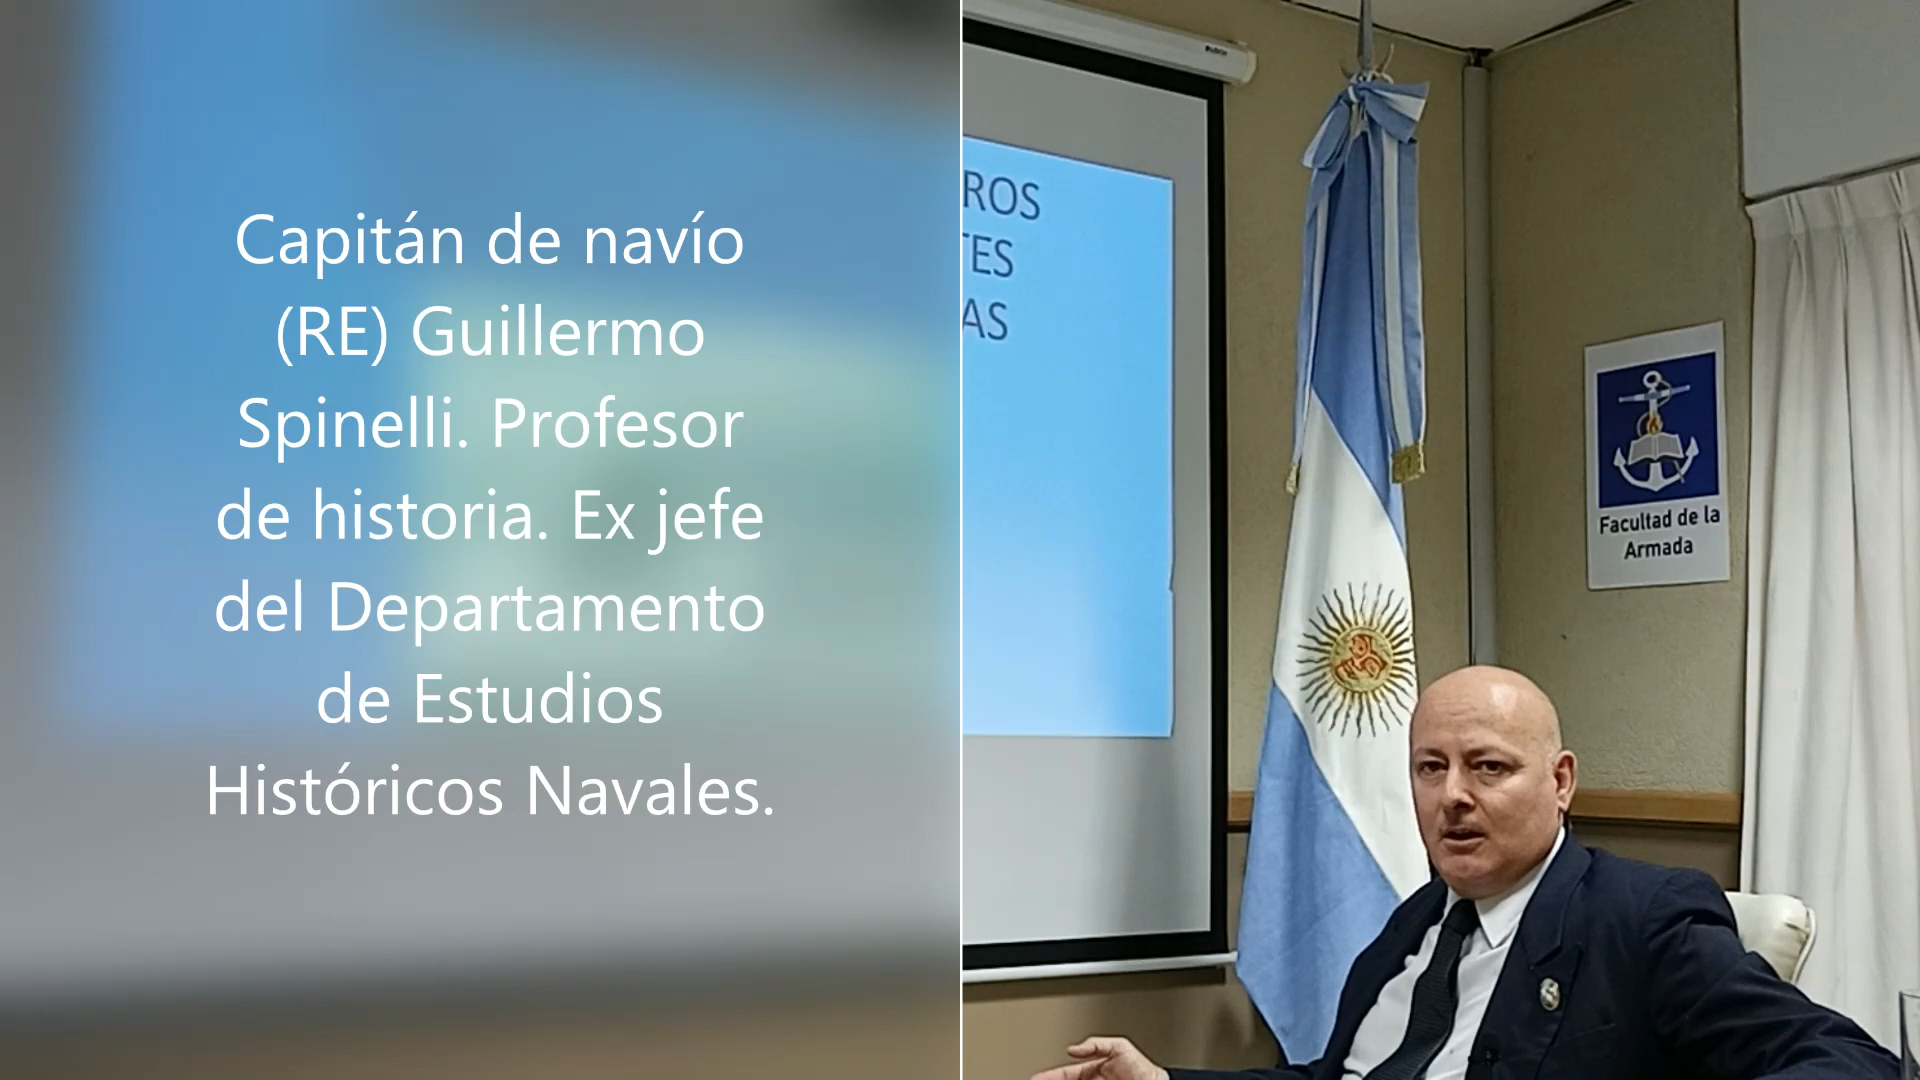 Capitán de navío
(RE) Guillermo
Spinelli. Profesor
de historia. Ex jefe
del Departamento
de Estudios
Históricos Navales.
ROS
TES
AS
Facultad de la
Armada